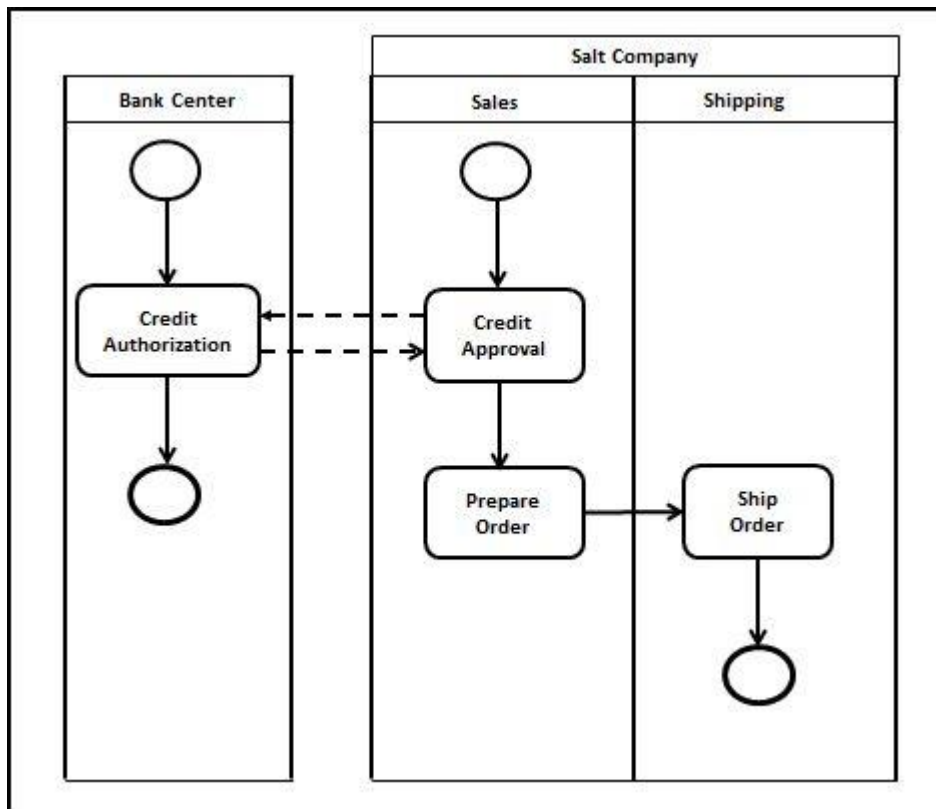 Salt Company
Bank Center
Sales
Shipping
Credit
Authorization
Credit
Approval
Prepare
Order
Ship
Order